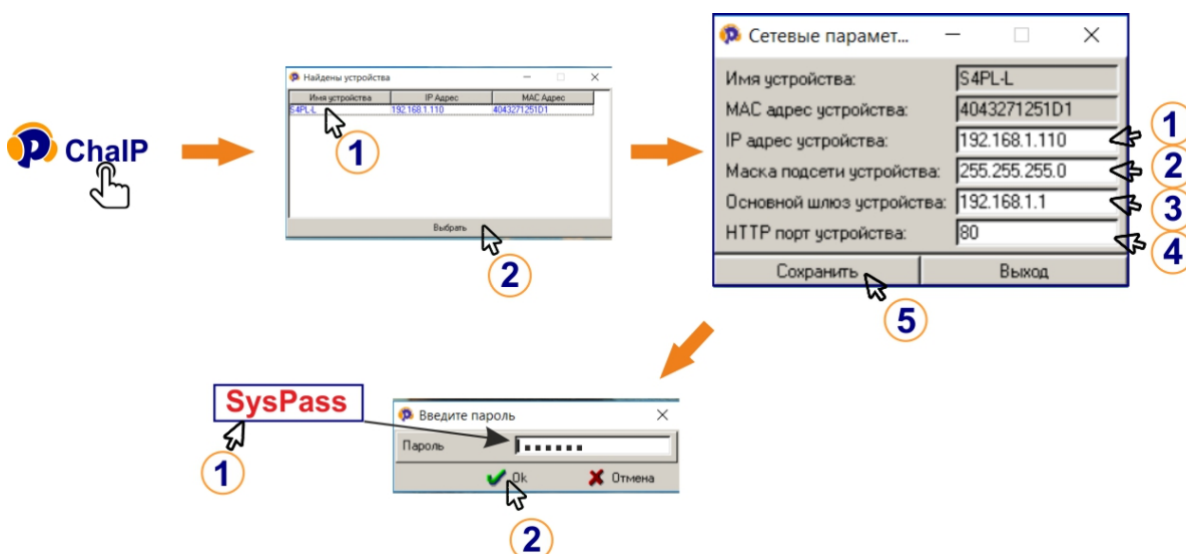 ChaIP
Найдены устройства
Имя устройства IP Адрес MAC Адрес
S4PL-L 192.168.1.110 4043271251D1
1
Выбрать
2
Сетевые парамет...
Имя устройства: S4PL-L
MAC адрес устройства: 4043271251D1
IP адрес устройства: 192.168.1.110 1
Маска подсети устройства: 255.255.255.0 2
Основной шлюз устройства: 192.168.1.1 3
HTTP порт устройства: 80 4
Сохранить Выход
5
SysPass
1
Введите пароль
Пароль
Ok Отмена
2